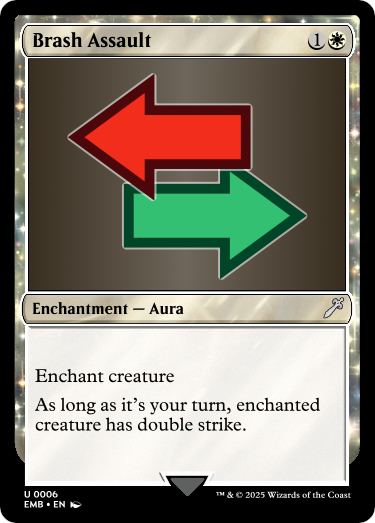 Brash Assault 1
Enchantment — Aura
Enchant creature
As long as it's your turn, enchanted
creature has double strike.
U 0006
EMB • EN
™ & © 2025 Wizards of the Coast